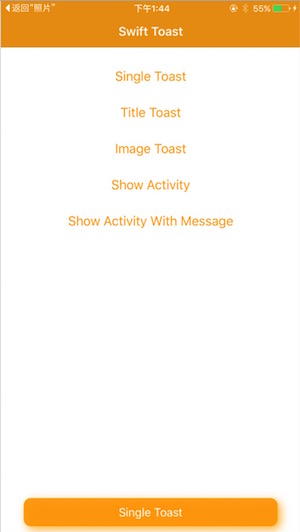 返回“照片” 下午1:44 55%
Swift Toast
Single Toast
Title Toast
Image Toast
Show Activity
Show Activity With Message
Single Toast